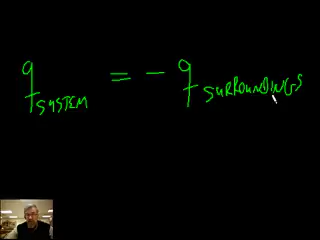 q SYSTEM = - q SURROUNDINGS